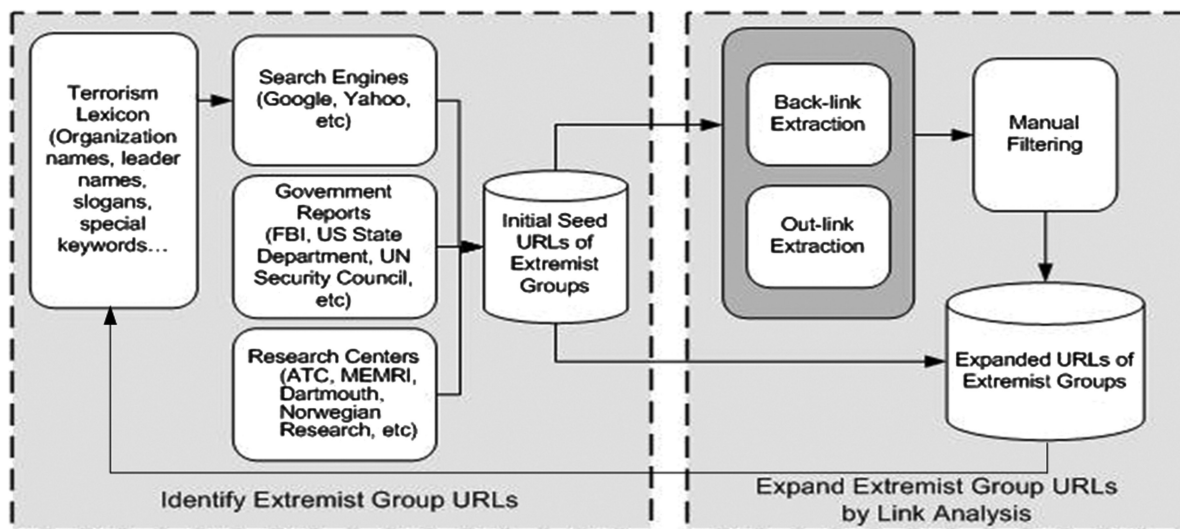 Terrorism
Lexicon
(Organization
names, leader
names,
slogans,
special
keywords…
Search Engines
(Google, Yahoo,
etc)
Government
Reports
(FBI, US State
Department, UN
Security Council,
etc)
Research Centers
(ATC, MEMRI,
Dartmouth,
Norwegian
Research, etc)
Initial Seed
URLs of
Extremist
Groups
Identify Extremist Group URLs
Back-link
Extraction
Out-link
Extraction
Manual
Filtering
Expanded URLs of
Extremist Groups
Expand Extremist Group URLs
by Link Analysis